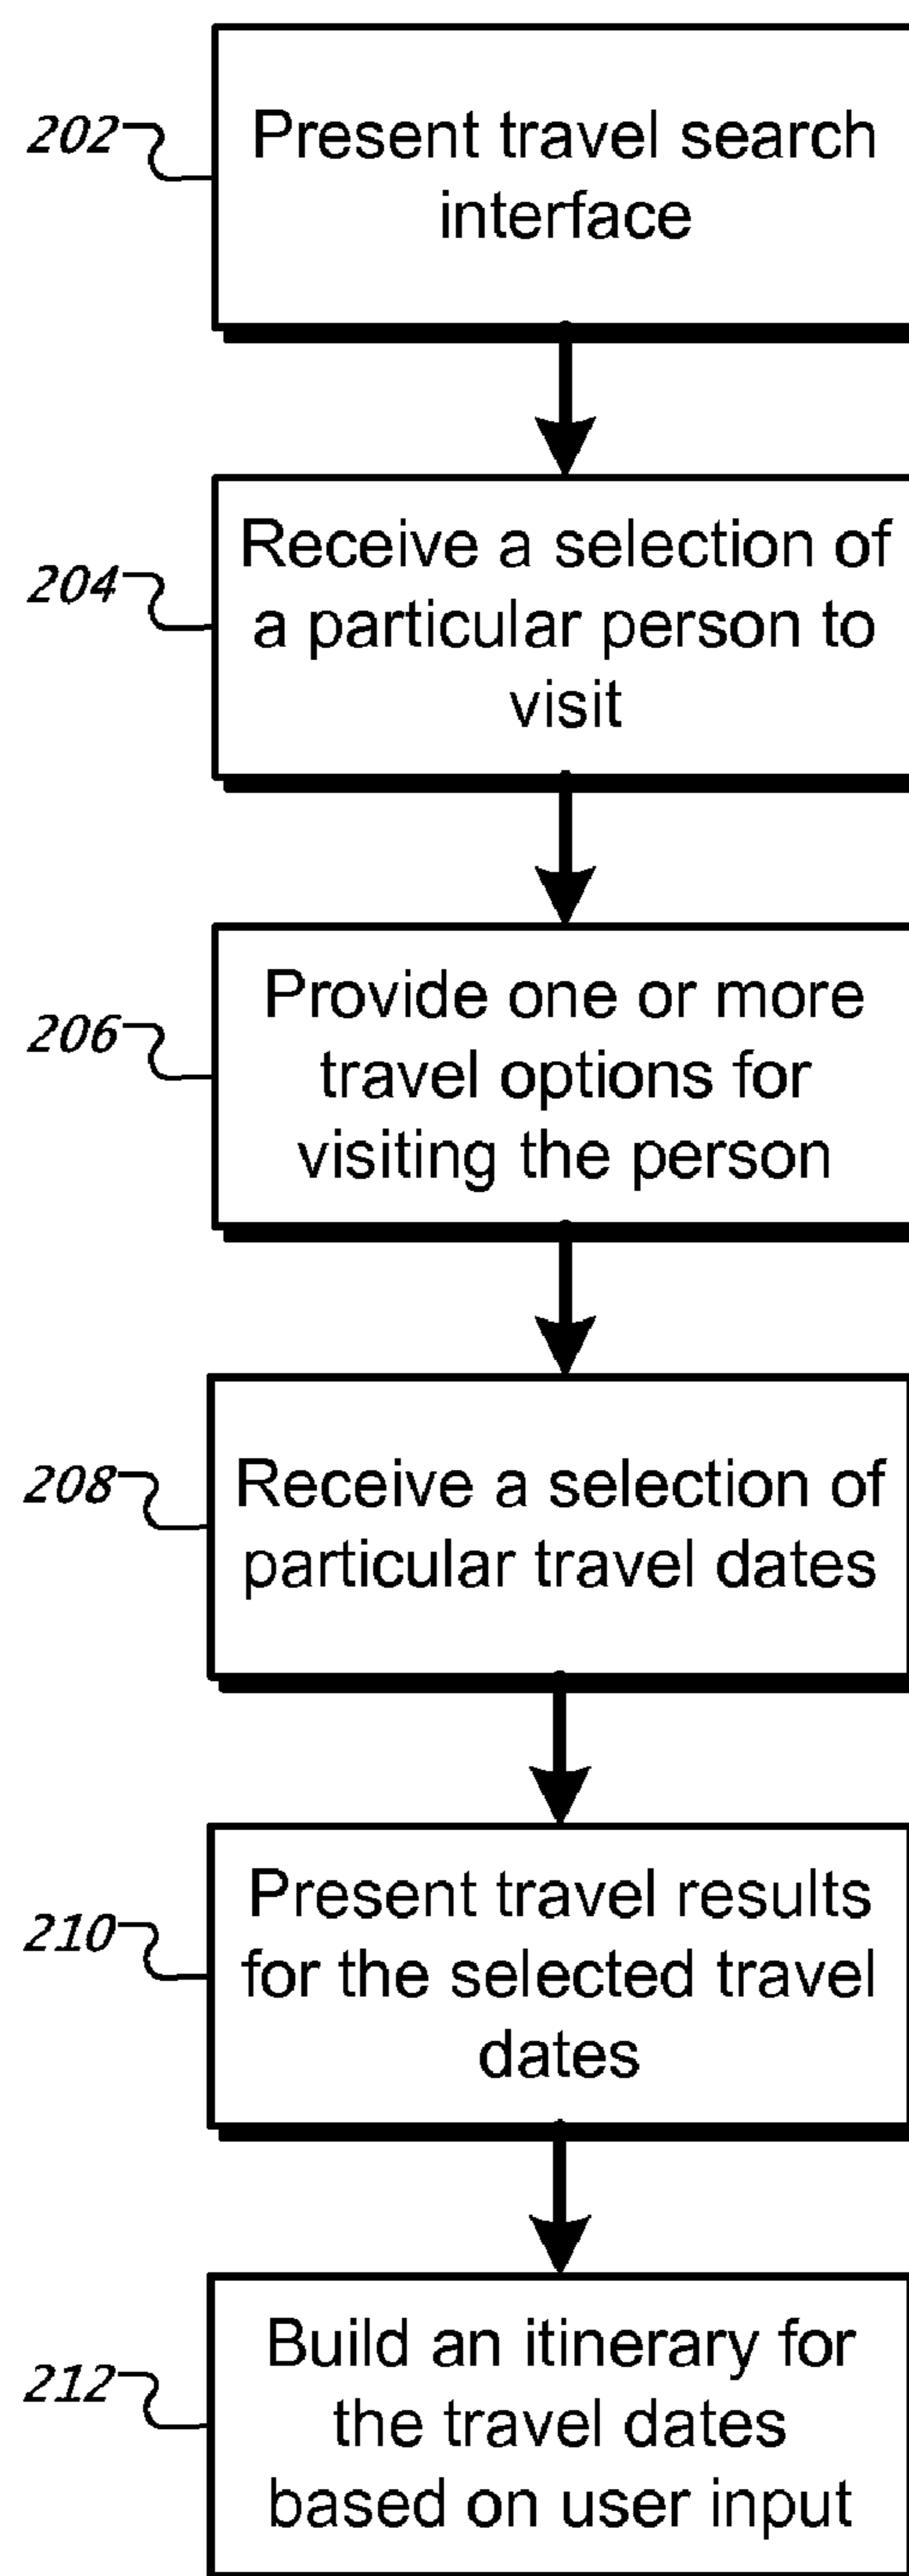 202
Present travel search
interface
204
Receive a selection of
a particular person to
visit
206
Provide one or more
travel options for
visiting the person
208
Receive a selection of
particular travel dates
210
Present travel results
for the selected travel
dates
212
Build an itinerary for
the travel dates
based on user input